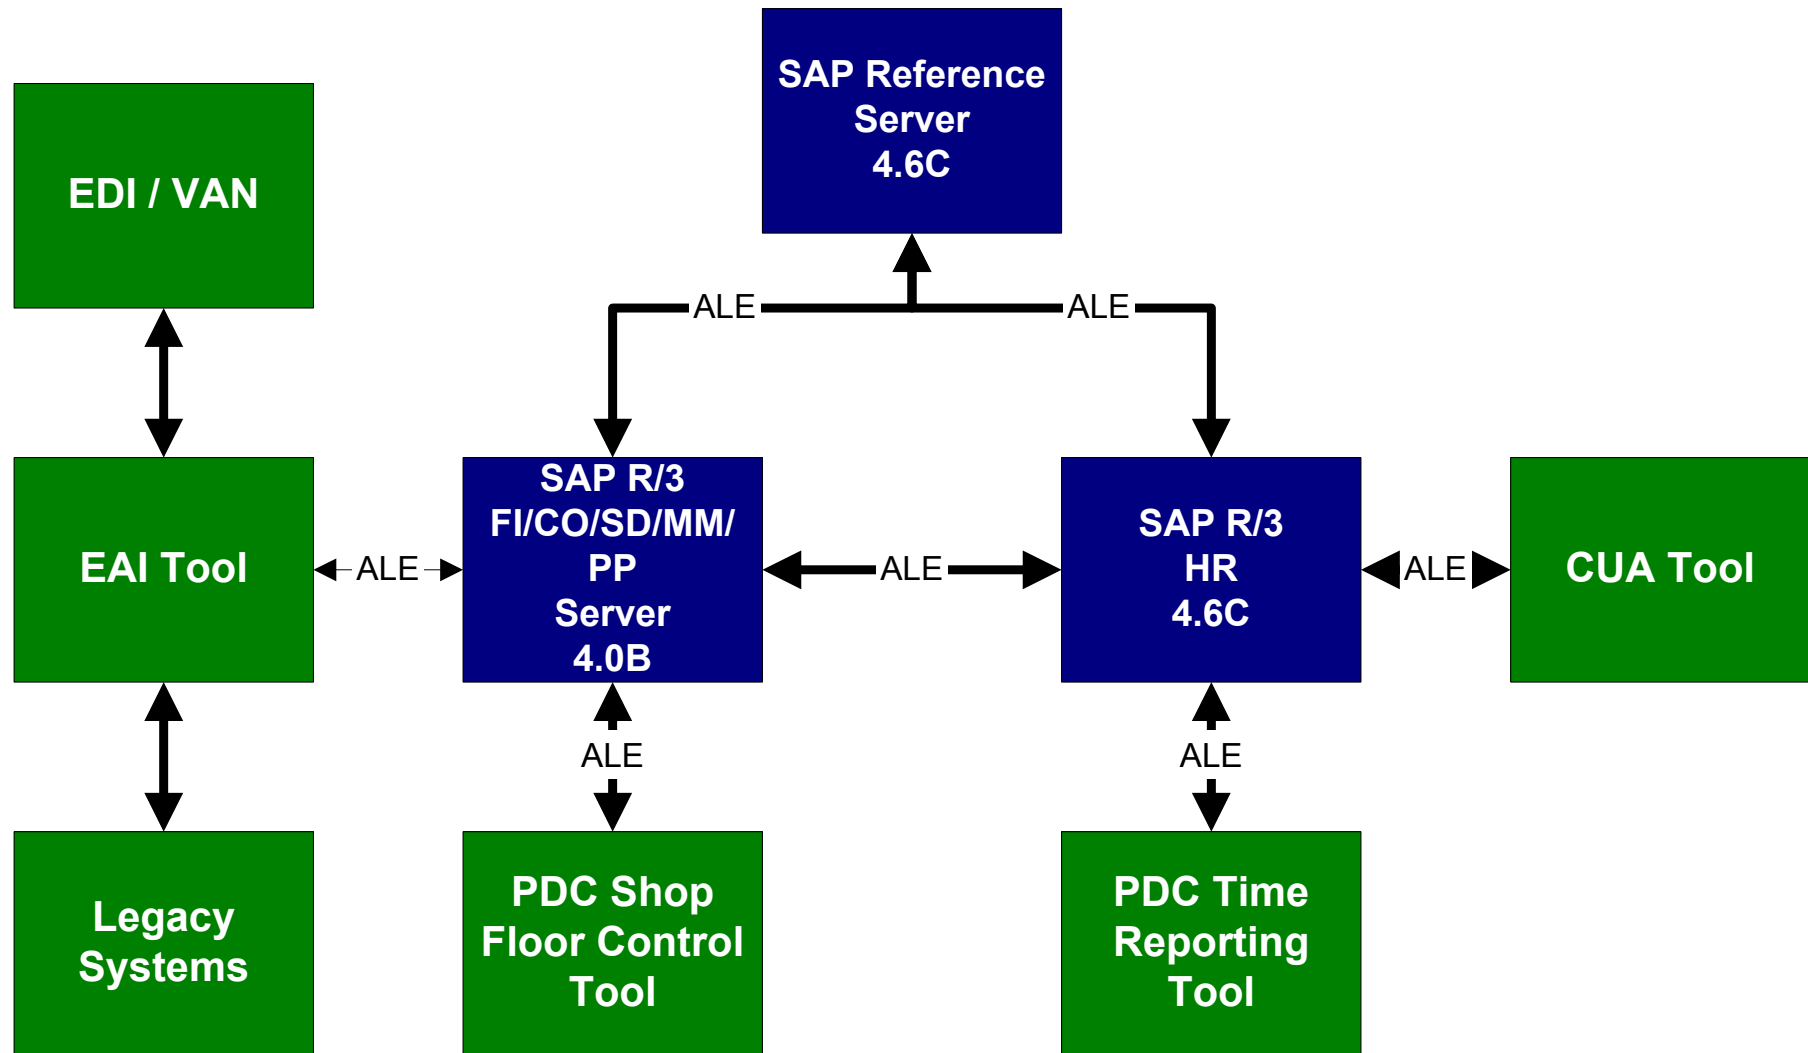 SAP Reference
Server
4.6C
EDI / VAN
ALE
ALE
EAI Tool
ALE
SAP R/3
FI/CO/SD/MM/
PP
Server
4.0B
ALE
SAP R/3
HR
4.6C
ALE
CUA Tool
ALE
ALE
Legacy
Systems
PDC Shop
Floor Control
Tool
PDC Time
Reporting
Tool